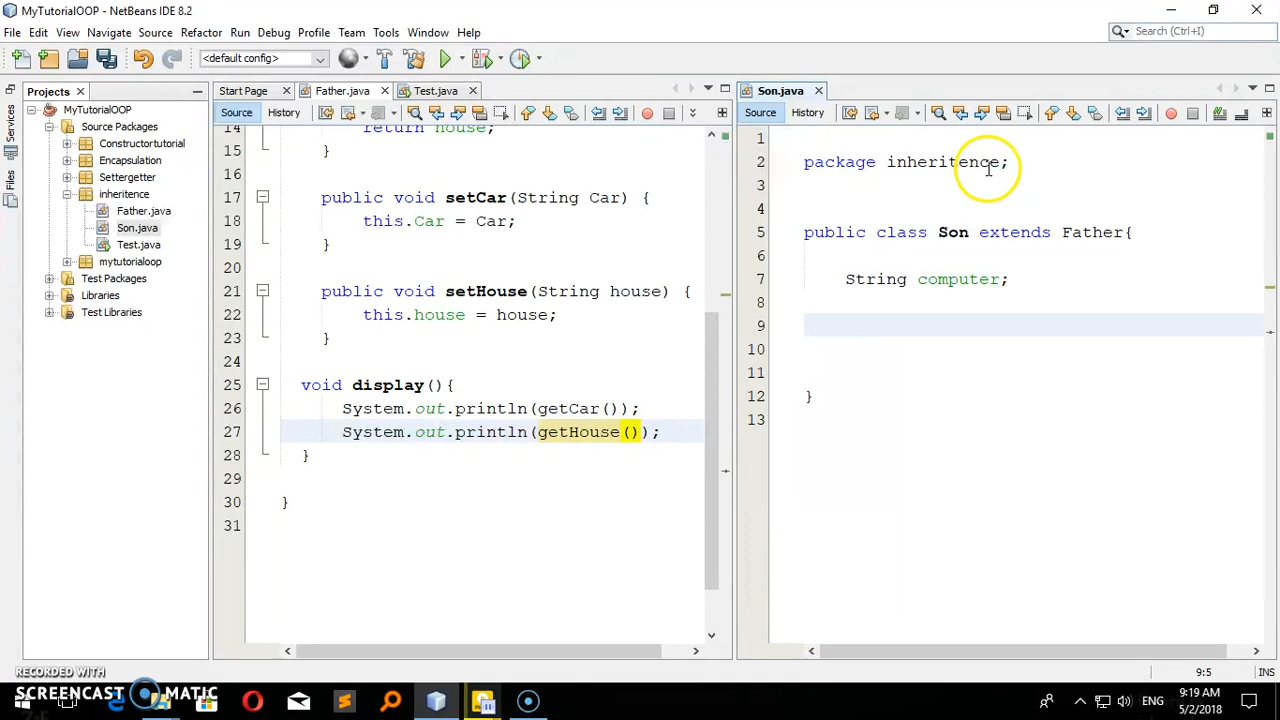 MyTutorialOOP - NetBeans IDE 8.2
File Edit View Navigate Source Refactor Run Debug Profile Team Tools Window Help
Search (Ctrl+I)
<default config>
Projects
Services
Files
MyTutorialOOP
Source Packages
Constructortutorial
Encapsulation
Settergetter
inheritence
Father.java
Son.java
Test.java
mytutorialoop
Test Packages
Libraries
Test Libraries
Start Page Father.java Test.java
Source History
14 return house;
15 }
16
17 public void setCar(String Car) {
18 this.Car = Car;
19 }
20
21 public void setHouse(String house) {
22 this.house = house;
23 }
24
25 void display(){
26 System.out.println(getCar());
27 System.out.println(getHouse());
28 }
29
30 }
31
Son.java
Source History
1
2 package inheritence;
3
4
5 public class Son extends Father{
6
7 String computer;
8
9
10
11
12 }
13
9:5 INS
RECORDED WITH
SCREENCAST MATIC
ENG
9:19 AM
5/2/2018